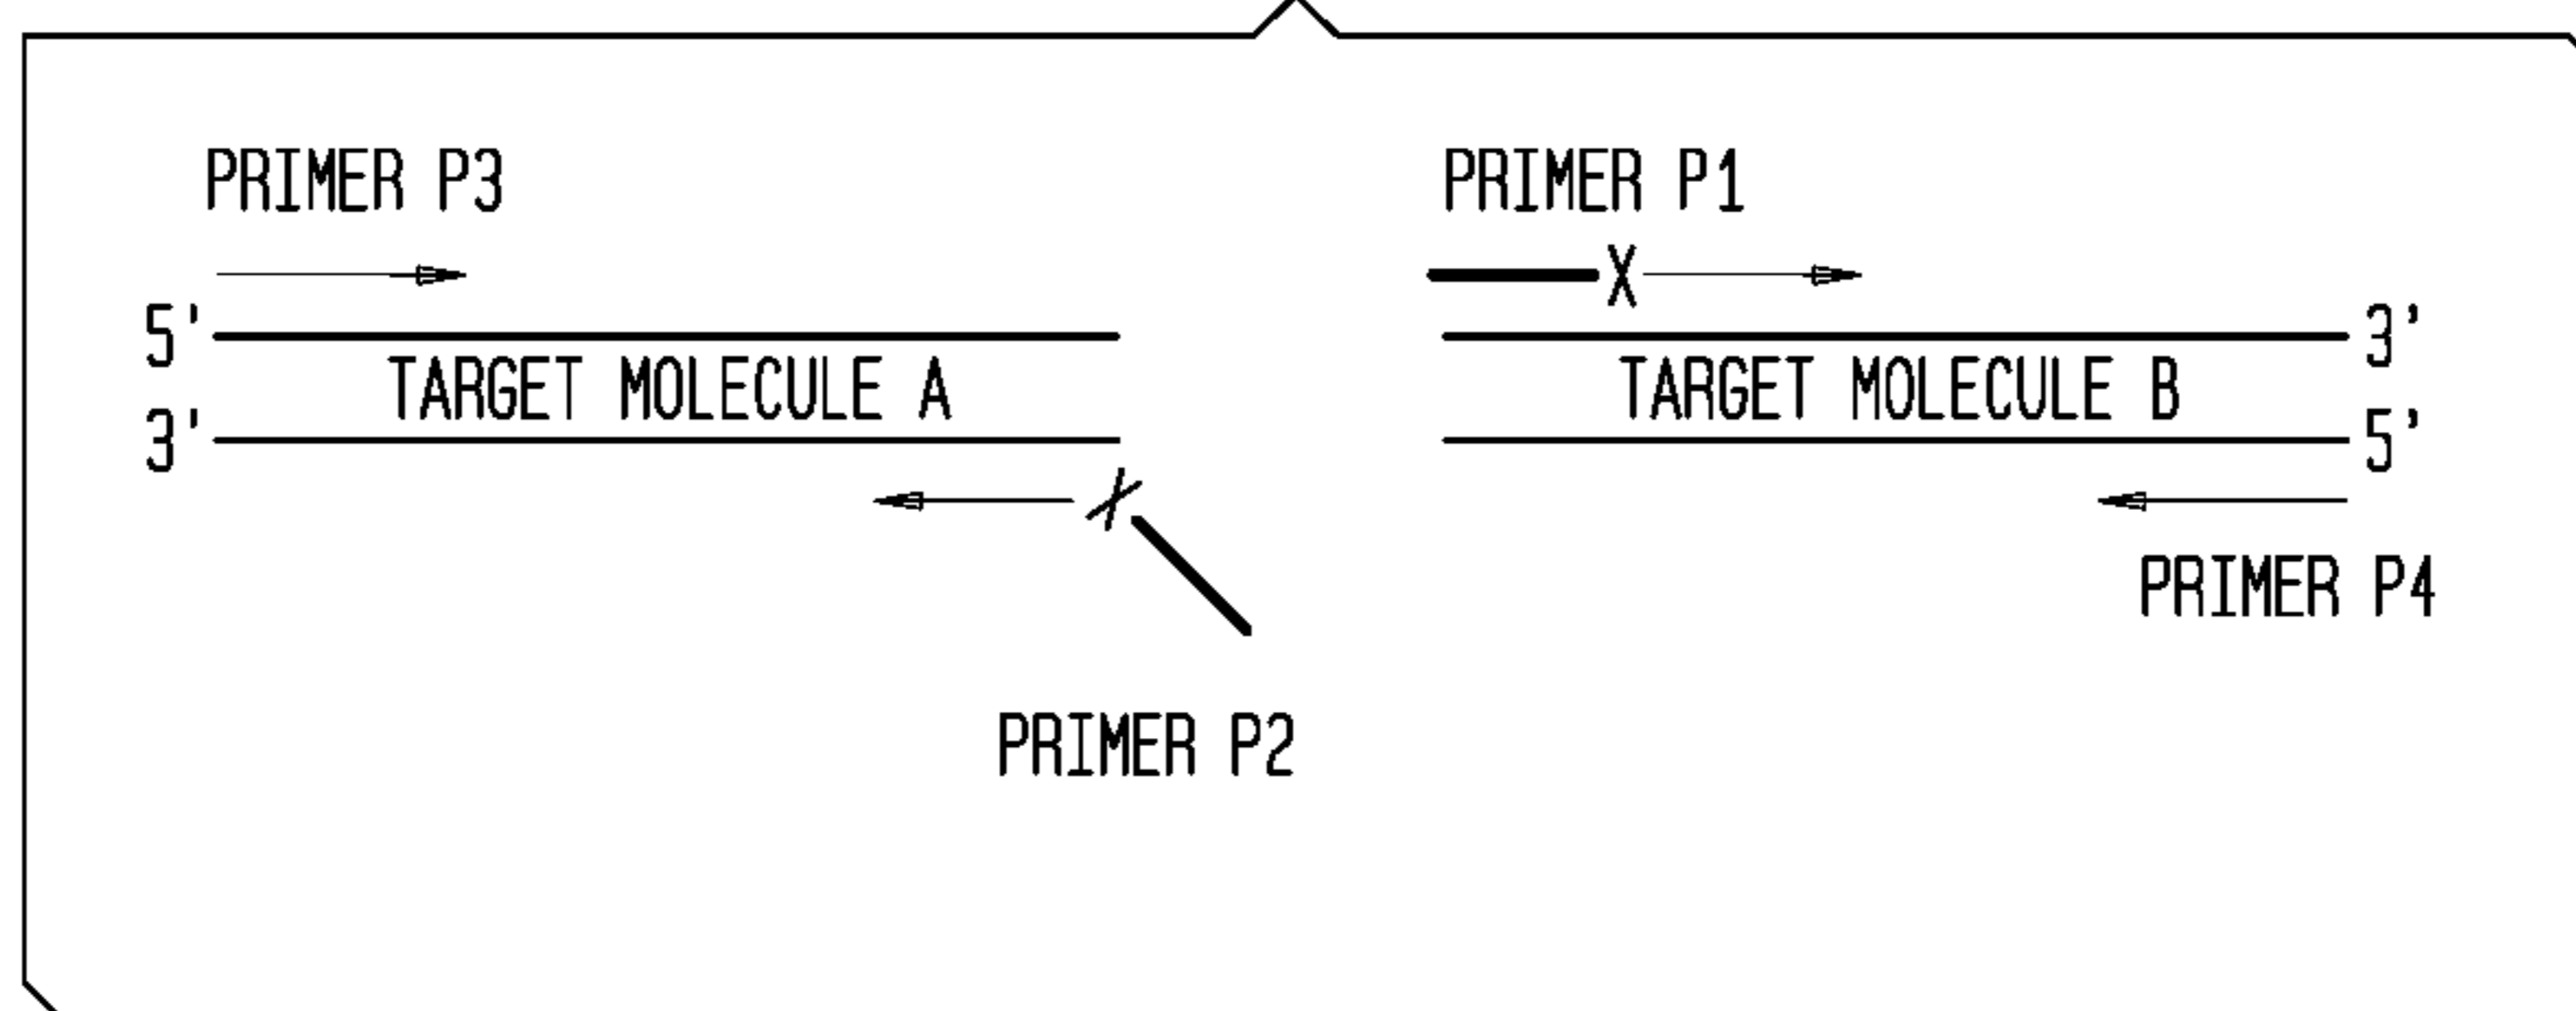 PRIMER P3
PRIMER P1
X
5'
3'
TARGET MOLECULE A
TARGET MOLECULE B
3'
5'
X
PRIMER P4
PRIMER P2